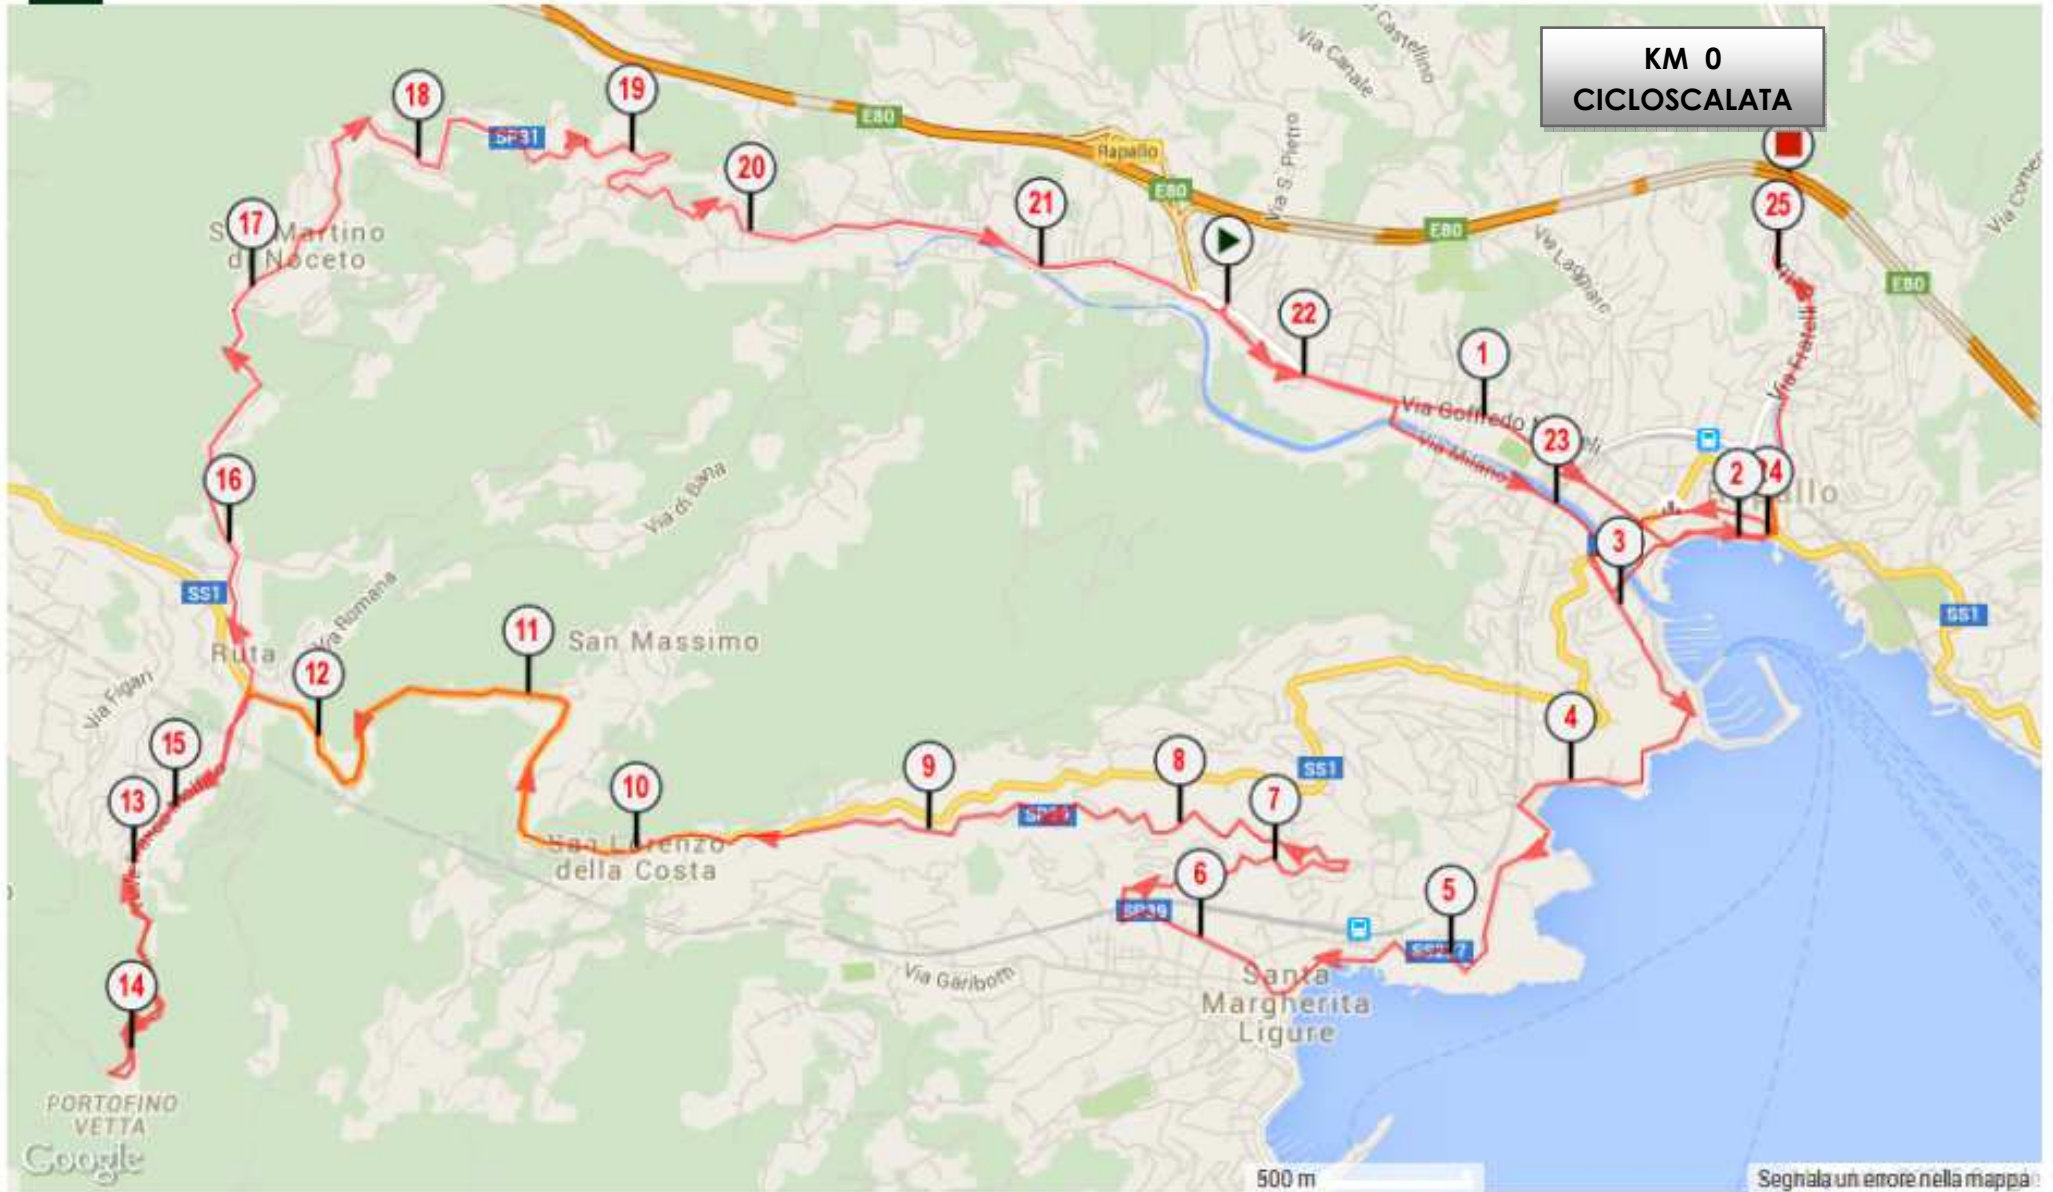 KM 0
CICLOSCALATA
Via Canale
Castellino
Via S. Pietro
E80
Rapallo
E80
E80
E80
Via Laggiaro
18
19
20
21
22
25
17
SP31
San Martino
di Noceto
1
Via Goffredo
23
Via Milano
Via Fratelli
2
24
Rapallo
16
3
SS1
SS1
Via di Bana
Via Romana
Ruta
Via Figari
12
11
San Massimo
15
13
14
10
9
8
7
4
SS1
San Lorenzo
della Costa
6
5
SP39
Via Garibotti
Santa
Margherita
Ligure
PORTOFINO
VETTA
Google
500 m
Segnala un errore nella mappa